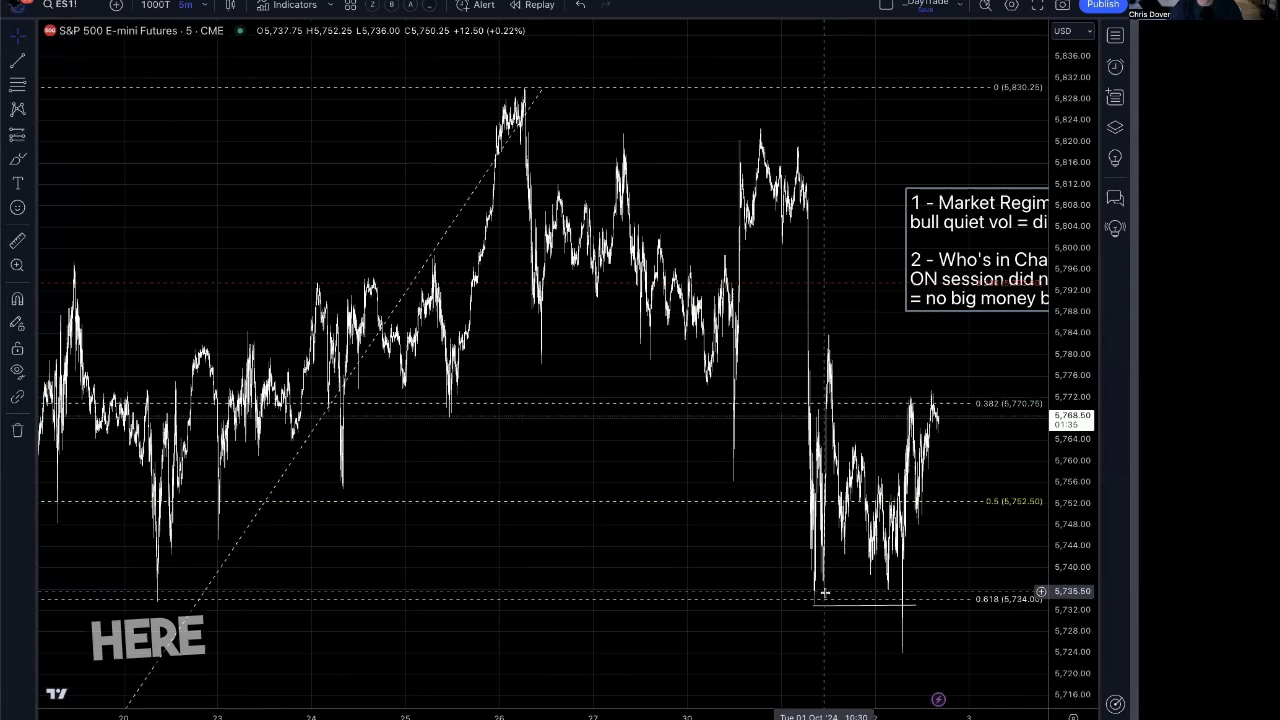 ES1!
1000T
5m
Indicators
Z
B
A
Alert
Replay
_DayTrade
Save
Publish
Chris Dover
S&P 500 E-mini Futures · 5 · CME
O5,737.75 H5,752.25 L5,736.00 C5,750.25 +12.50 (+0.22%)
USD
5,836.00
5,832.00
0 (5,830.25)
5,828.00
5,824.00
5,820.00
5,816.00
5,812.00
5,808.00
5,804.00
5,800.00
5,796.00
5,792.00
5,788.00
5,784.00
5,780.00
5,776.00
5,772.00
0.382 (5,770.75)
5,768.50
01:35
5,764.00
5,760.00
5,756.00
5,752.00
0.5 (5,752.50)
5,748.00
5,744.00
5,740.00
5,735.50
0.618 (5,734.00)
5,732.00
5,728.00
5,724.00
5,720.00
5,716.00
1 - Market Regim
bull quiet vol = di
2 - Who's in Cha
ON session did n
= no big money b
HERE
20
23
24
25
26
27
30
Tue 01 Oct '24 10:30
2
3